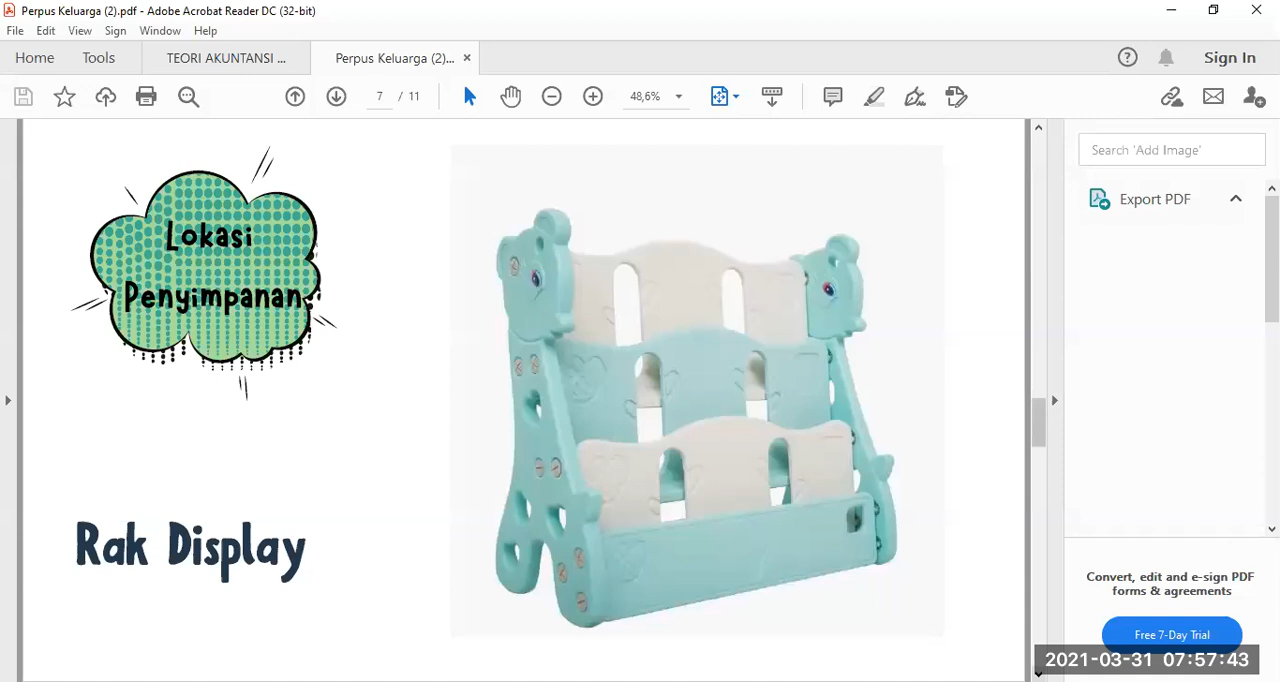 Perpus Keluarga (2).pdf - Adobe Acrobat Reader DC (32-bit)
File Edit View Sign Window Help
Home Tools TEORI AKUNTANSI ... Perpus Keluarga (2)... × Sign In
7 / 11 48,6%
Search 'Add Image'
Export PDF
Lokasi
Penyimpanan
Rak Display
Convert, edit and e-sign PDF
forms & agreements
Free 7-Day Trial
2021-03-31 07:57:43